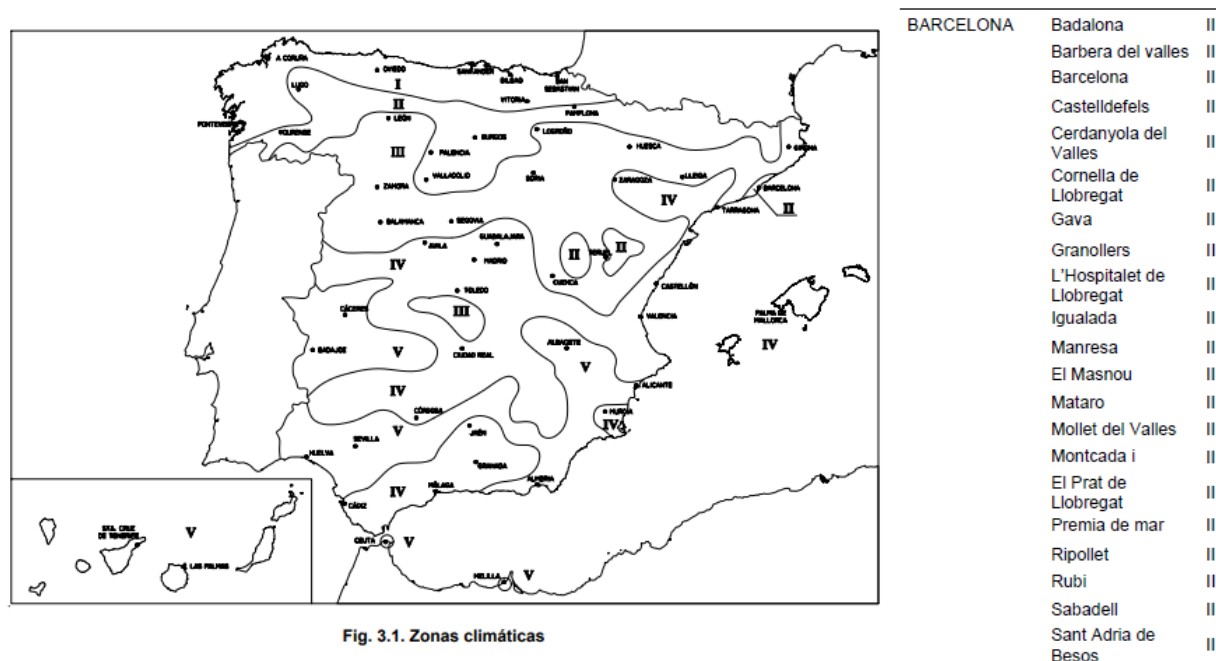 A CORUÑA
OVIEDO
SANTANDER
BILBAO
SAN
SEBASTIAN
LUGO
I
VITORIA
II
PAMPLONA
PONTEVEDRA
OURENSE
LEÓN
BURGOS
LOGROÑO
HUESCA
GIRONA
III
PALENCIA
ZAMORA
VALLADOLID
SORIA
ZARAGOZA
LLEIDA
BARCELONA
IV
TARRAGONA
II
SALAMANCA
SEGOVIA
GUADALAJARA
AVILA
II
II
TERUEL
IV
MADRID
CUENCA
TOLEDO
CASTELLÓN
CÁCERES
III
VALENCIA
PALMA DE
MALLORCA
IV
BADAJOZ
V
CIUDAD REAL
ALBACETE
V
ALICANTE
IV
CÓRDOBA
MURCIA
IV
V
JAÉN
SEVILLA
HUELVA
GRANADA
IV
MÁLAGA
ALMERIA
CÁDIZ
STA. CRUZ
DE TENERIFE
V
LAS PALMAS
CEUTA
V
MELILLA
V
Fig. 3.1. Zonas climáticas
BARCELONA Badalona II
Barbera del valles II
Barcelona II
Castelldefels II
Cerdanyola del
Valles II
Cornella de
Llobregat II
Gava II
Granollers II
L'Hospitalet de
Llobregat II
Igualada II
Manresa II
El Masnou II
Mataro II
Mollet del Valles II
Montcada i II
El Prat de
Llobregat II
Premia de mar II
Ripollet II
Rubi II
Sabadell II
Sant Adria de
Besos II